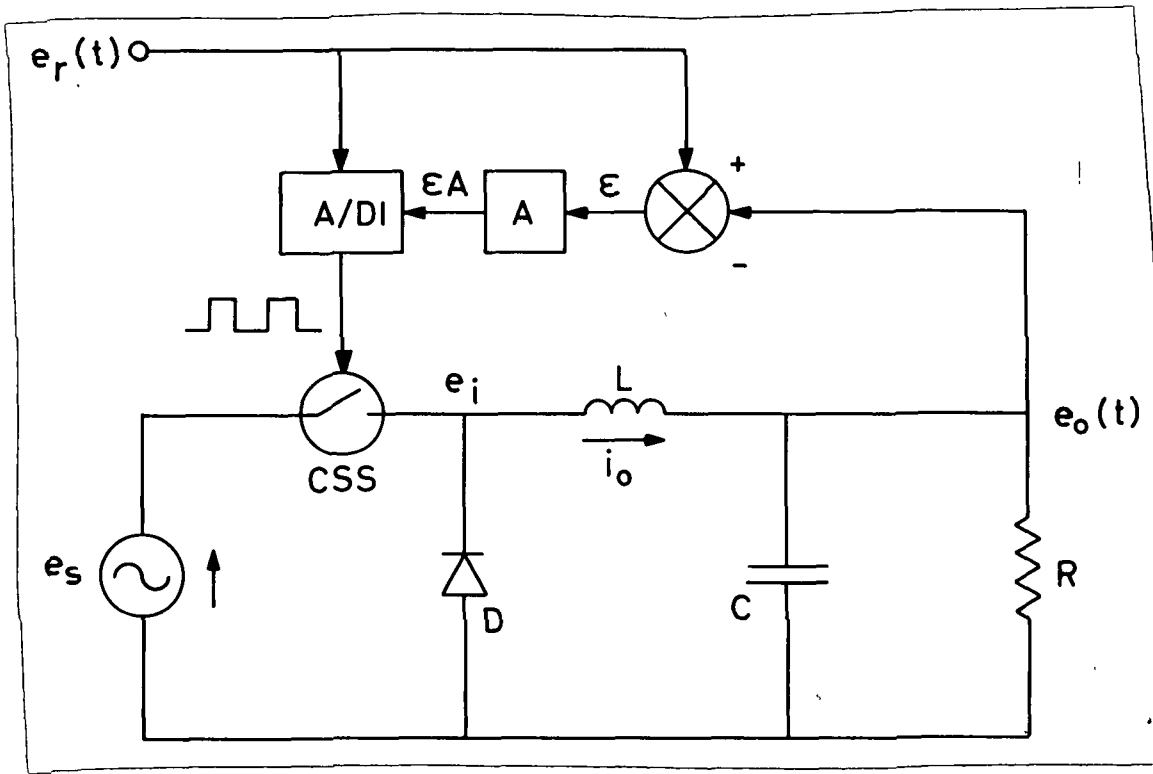 e_r(t)
A/DI
εA
A
ε
+
-
CSS
e_i
L
i_o
e_o(t)
e_s
D
C
R